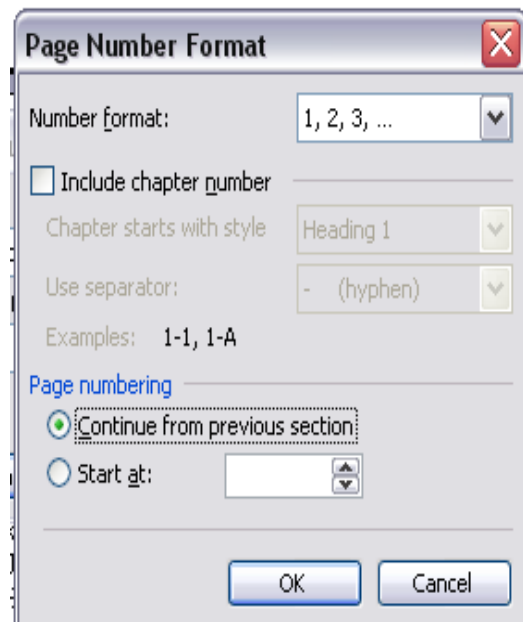 Page Number Format
Number format: 1, 2, 3, ...
Include chapter number
Chapter starts with style Heading 1
Use separator: - (hyphen)
Examples: 1-1, 1-A
Page numbering
Continue from previous section
Start at:
OK Cancel